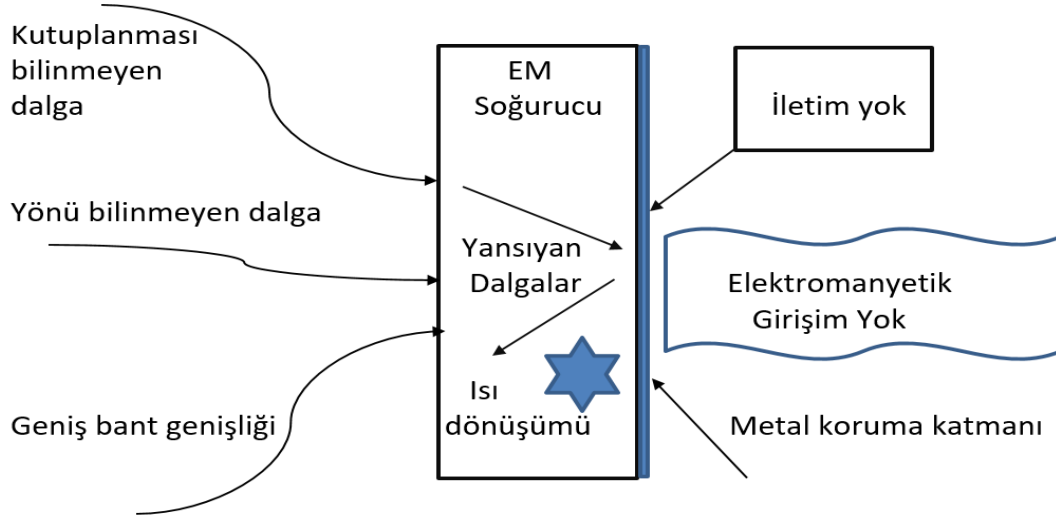 Kutuplanması
bilinmeyen
dalga
Yönü bilinmeyen dalga
Geniş bant genişliği
EM
Soğurucu
Yansıyan
Dalgalar
Isı
dönüşümü
İletim yok
Elektromanyetik
Girişim Yok
Metal koruma katmanı